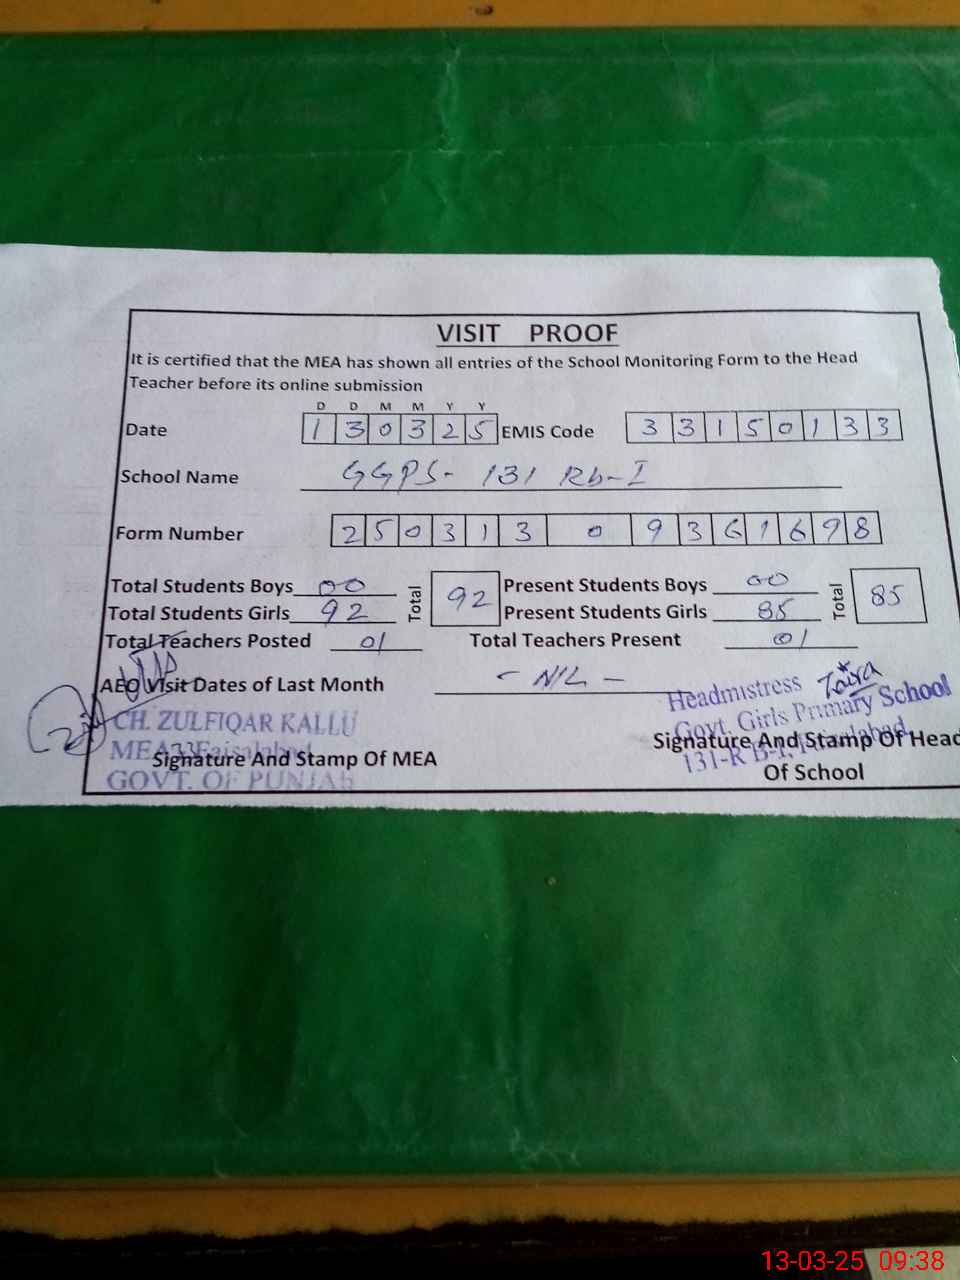 VISIT PROOF
It is certified that the MEA has shown all entries of the School Monitoring Form to the Head
Teacher before its online submission
D D M M Y Y
Date 1 3 0 3 2 5 EMIS Code 3 3 1 5 0 1 3 3
School Name GGPS- 131 Rb-I
Form Number 2 5 0 3 1 3 0 9 3 6 1 6 9 8
Total Students Boys 00 Total 92 Present Students Boys 00 Total 85
Total Students Girls 92 Present Students Girls 85
Total Teachers Posted 01 Total Teachers Present 01
AEO Visit Dates of Last Month - NIL -
CH. ZULFIQAR KALLU
MEA 33 Faisalabad
GOVT. OF PUNJAB
Signature And Stamp Of MEA
Headmistress
Govt. Girls Primary School
131-R B-I, Faisalabad
Signature And Stamp Of Head
Of School
13-03-25 09:38